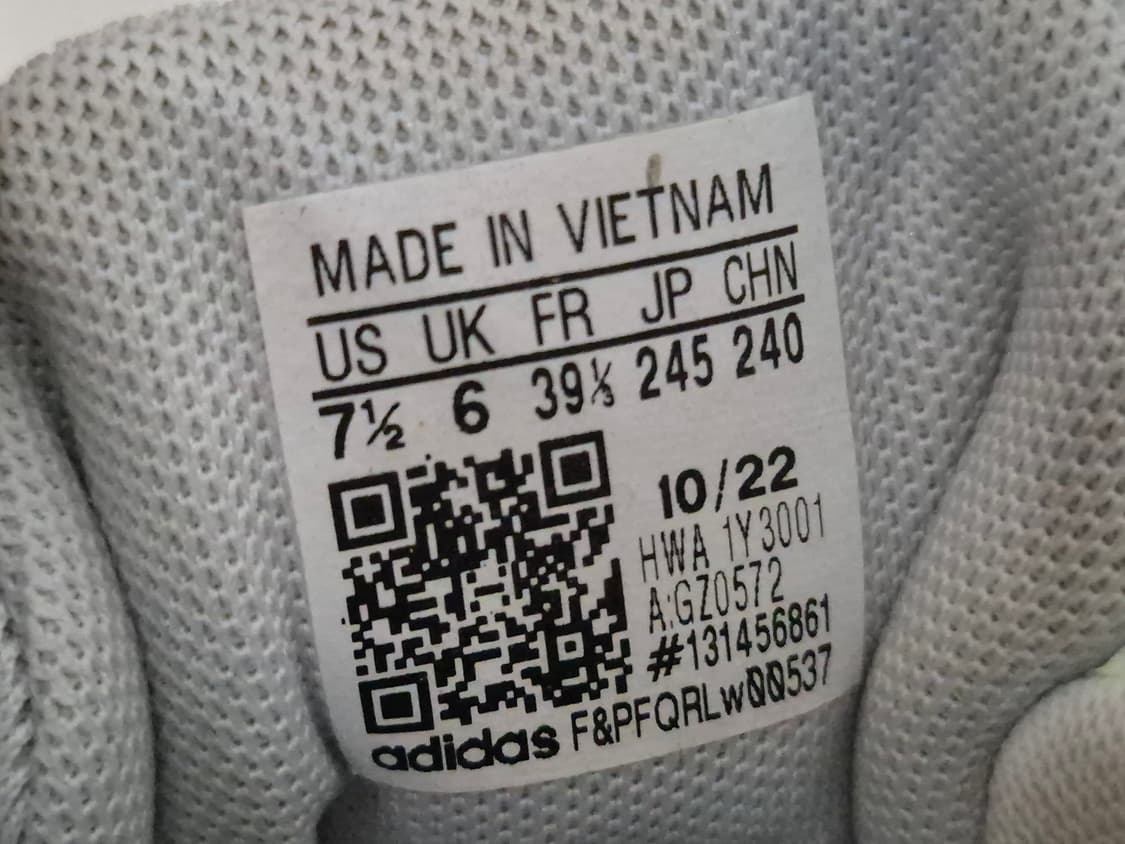 MADE IN VIETNAM
US UK FR JP CHN
7½ 6 39⅓ 245 240
10/22
HWA 1Y3001
A:GZ0572
#131456861
adidas F&PFQRLw00537